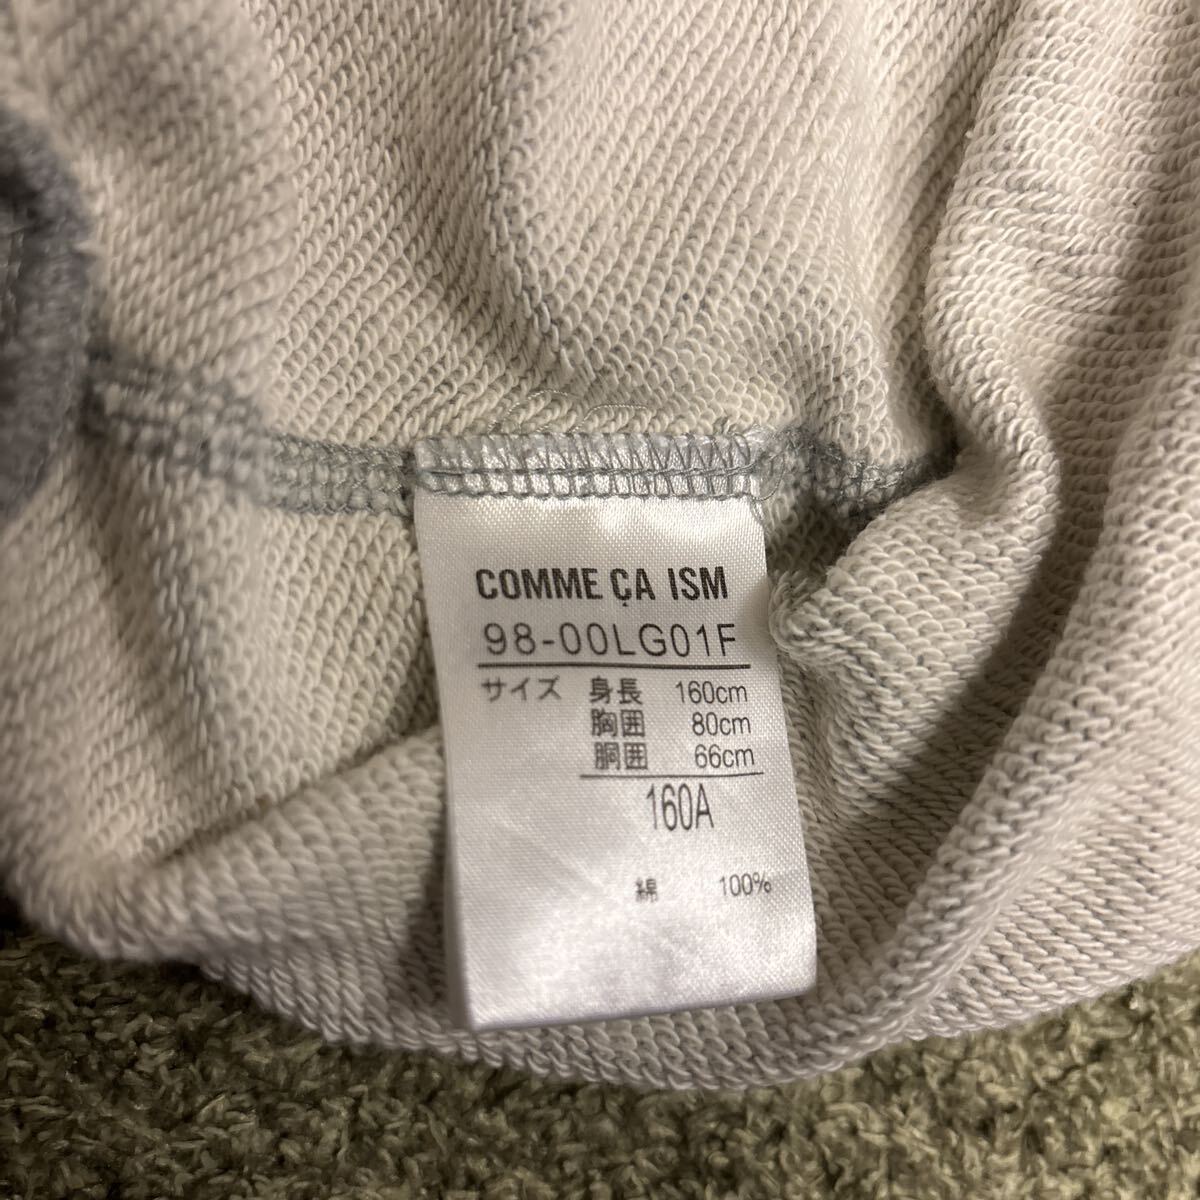 COMME ÇA ISM
98-00LG01F
サイズ 身長 160cm
胸囲 80cm
胴囲 66cm
160A
綿 100%